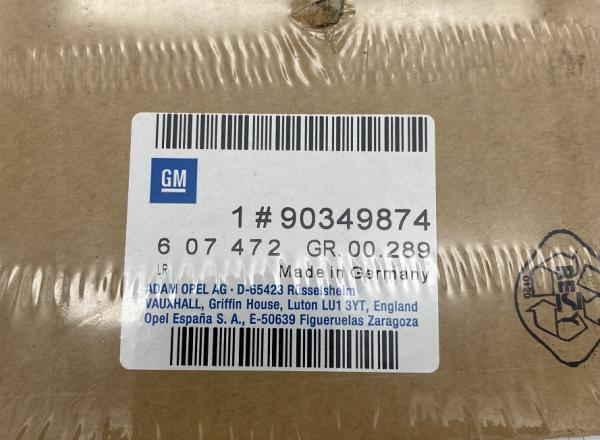 GM
1 # 90349874
6 07 472 GR. 00.289
LR Made in Germany
ADAM OPEL AG · D-65423 Rüsselsheim
VAUXHALL, Griffin House, Luton LU1 3YT, England
Opel España S. A., E-50639 Figueruelas Zaragoza
RESY
0120